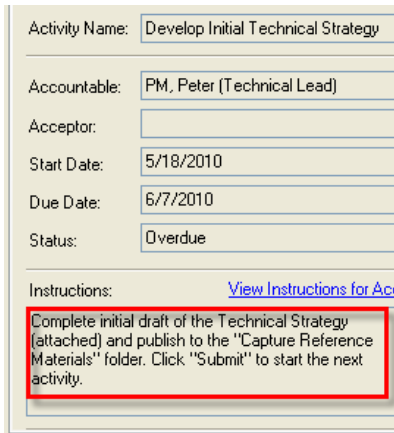 Activity Name: Develop Initial Technical Strategy
Accountable: PM, Peter (Technical Lead)
Acceptor:
Start Date: 5/18/2010
Due Date: 6/7/2010
Status: Overdue
Instructions: View Instructions for Acc
Complete initial draft of the Technical Strategy
(attached) and publish to the "Capture Reference
Materials" folder. Click "Submit" to start the next
activity.